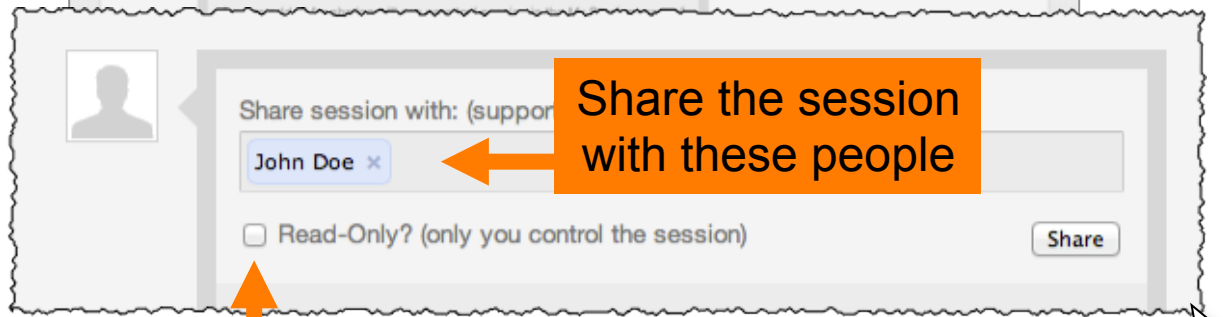 Share session with: (suppor
Share the session
with these people
John Doe ×
Read-Only? (only you control the session)
Share